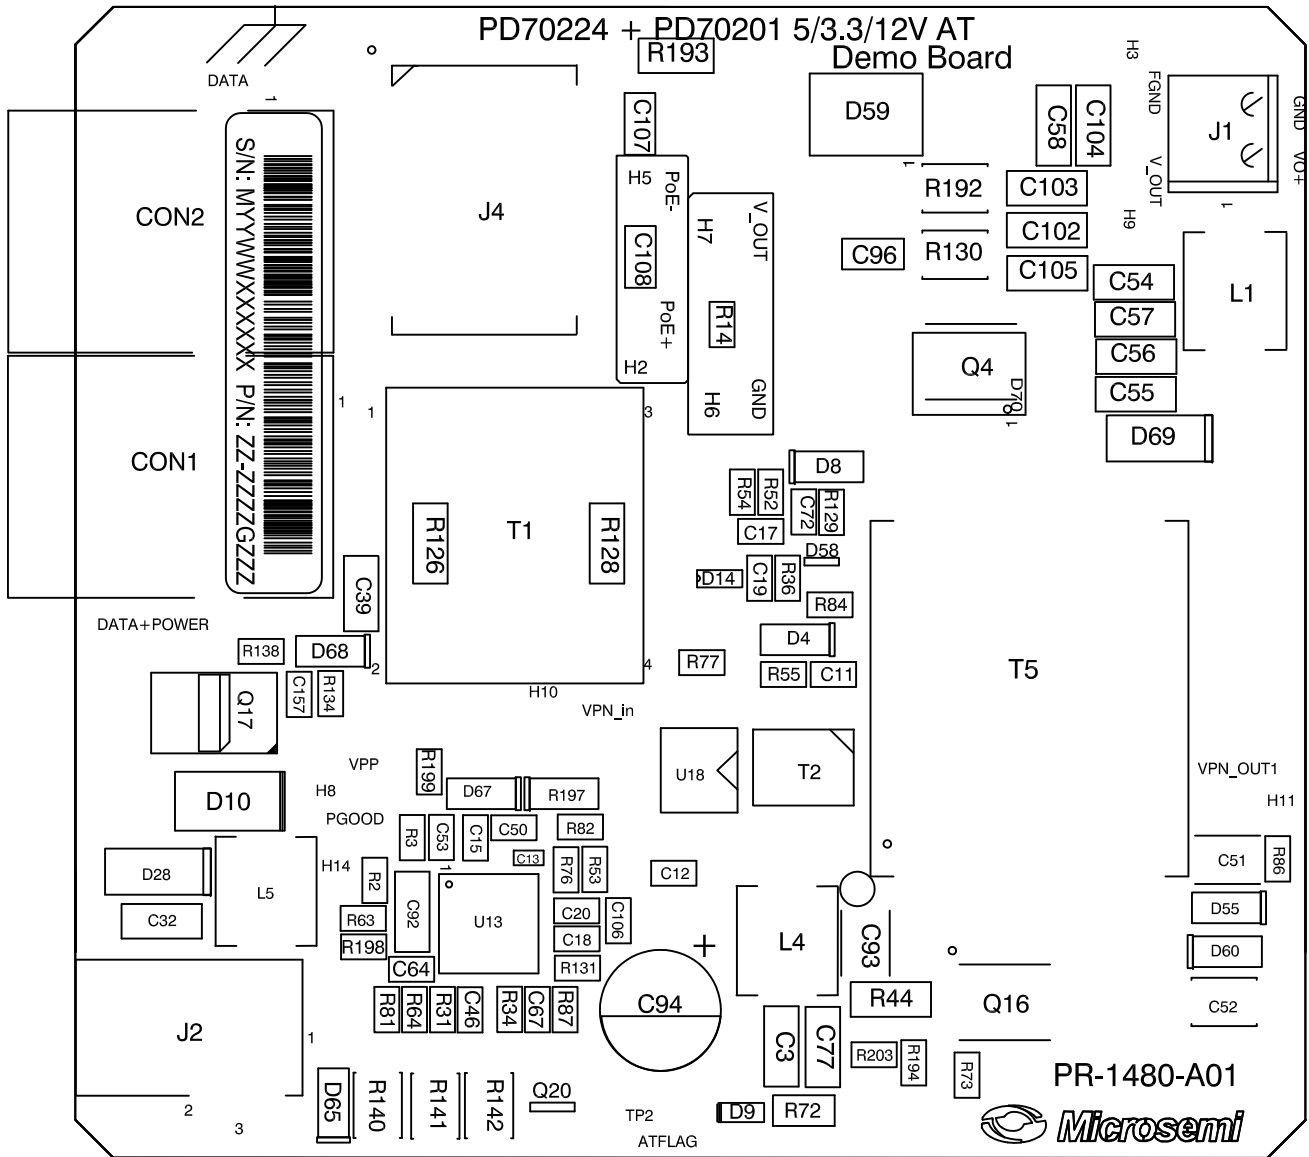 PD70224 + PD70201 5/3.3/12V AT
Demo Board
DATA
1
S/N: MYYWWXXXXX P/N: ZZ-ZZZZGZZZ
CON2
CON1
DATA+POWER
J4
R193
C107
H5
PoE-
C108
PoE+
H2
H7
V_OUT
R14
H6
GND
D59
1
R192
R130
C96
C58
C104
C103
C102
C105
H3
FGND
V_OUT
H9
J1
GND
VO+
1
L1
C54
C57
C56
C55
D69
Q4
D70
1
1
1
3
T1
R126
R128
C39
2
4
H10
VPN_in
R138
D68
C157
R134
Q17
D8
R54
R52
C72
R129
C17
D58
D14
C19
R36
R84
D4
R77
R55
C11
T5
U18
T2
VPP
H8
PGOOD
H14
R199
D67
R197
R3
C53
C15
C50
R82
C13
1
R76
R53
C12
D10
D28
C32
L5
R2
R63
R198
C92
U13
C20
C18
C106
R131
C64
R81
R64
R31
C46
R34
C67
R87
C94
+
L4
C93
R44
C3
C77
R203
R194
R73
Q16
VPN_OUT1
H11
C51
R86
D55
D60
C52
J2
1
2
3
D65
R140
R141
R142
Q20
TP2
ATFLAG
D9
R72
PR-1480-A01
Microsemi